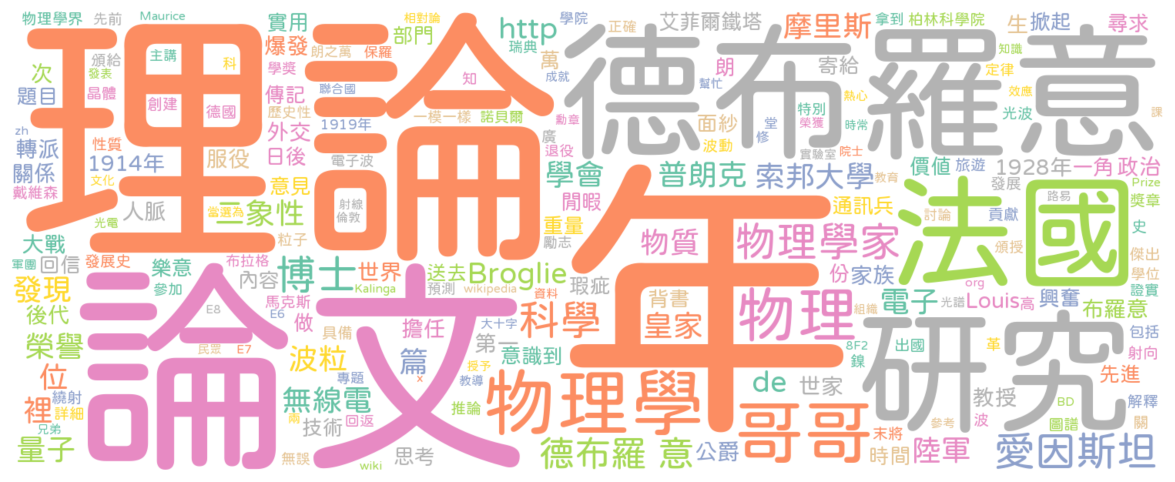 理論
德布羅意
年
論文
法國
研究
物理學
哥哥
物理
愛因斯坦
物理學家
博士
科學
索邦大學
普朗克
摩里斯
艾菲爾鐵塔
http
Broglie
de
Louis
德布羅 意
布羅意
無線電
二象性
波粒
電子
陸軍
皇家
物質
量子
榮譽
發現
位
裡
篇
學會
部門
實用
爆發
傳記
外交
日後
意見
服役
1914年
1928年
1919年
一角
政治
通訊兵
價值
旅遊
掀起
尋求
生
拿到
柏林科學院
寄給
朗
萬
瑞典
諾貝爾
一模一樣
聯合國
保羅
朗之萬
相對論
知
物理學界
先前
Maurice
頒給
主講
科
次
題目
發表
晶體
創建
德國
學獎
歷史性
zh
轉派
性質
關係
戴維森
文化
人脈
當選為
電子波
射線
倫敦
光電
粒子
大戰
回信
軍團
發展史
樂意
參加
布拉格
內容
世界
送去
預測
Kalinga
wikipedia
瑕疵
勵志
重量
閒暇
退役
廣
波動
面紗
學院
成就
正確
幫忙
勳章
堂
修
特別
榮獲
實驗室
熱心
時常
院士
光波
定律
知識
效應
課
發展
路易
貢獻
討論
頒授
Prize
獎章
史
傑出
學位
證實
教育
份
家族
背書
擔任
意識到
第一
資料
大十字
授予
教導
推論
思考
技術
回返
專題
做
馬克斯
E8
E6
E7
具備
民眾
後代
繞射
詳細
兄弟
無誤
兩
wiki
公爵
世家
教授
時間
末將
參考
波
革
出國
鎳
8F2
組織
光譜
org
高
興奮
包括
射向
先進
解釋
圖譜
BD
關